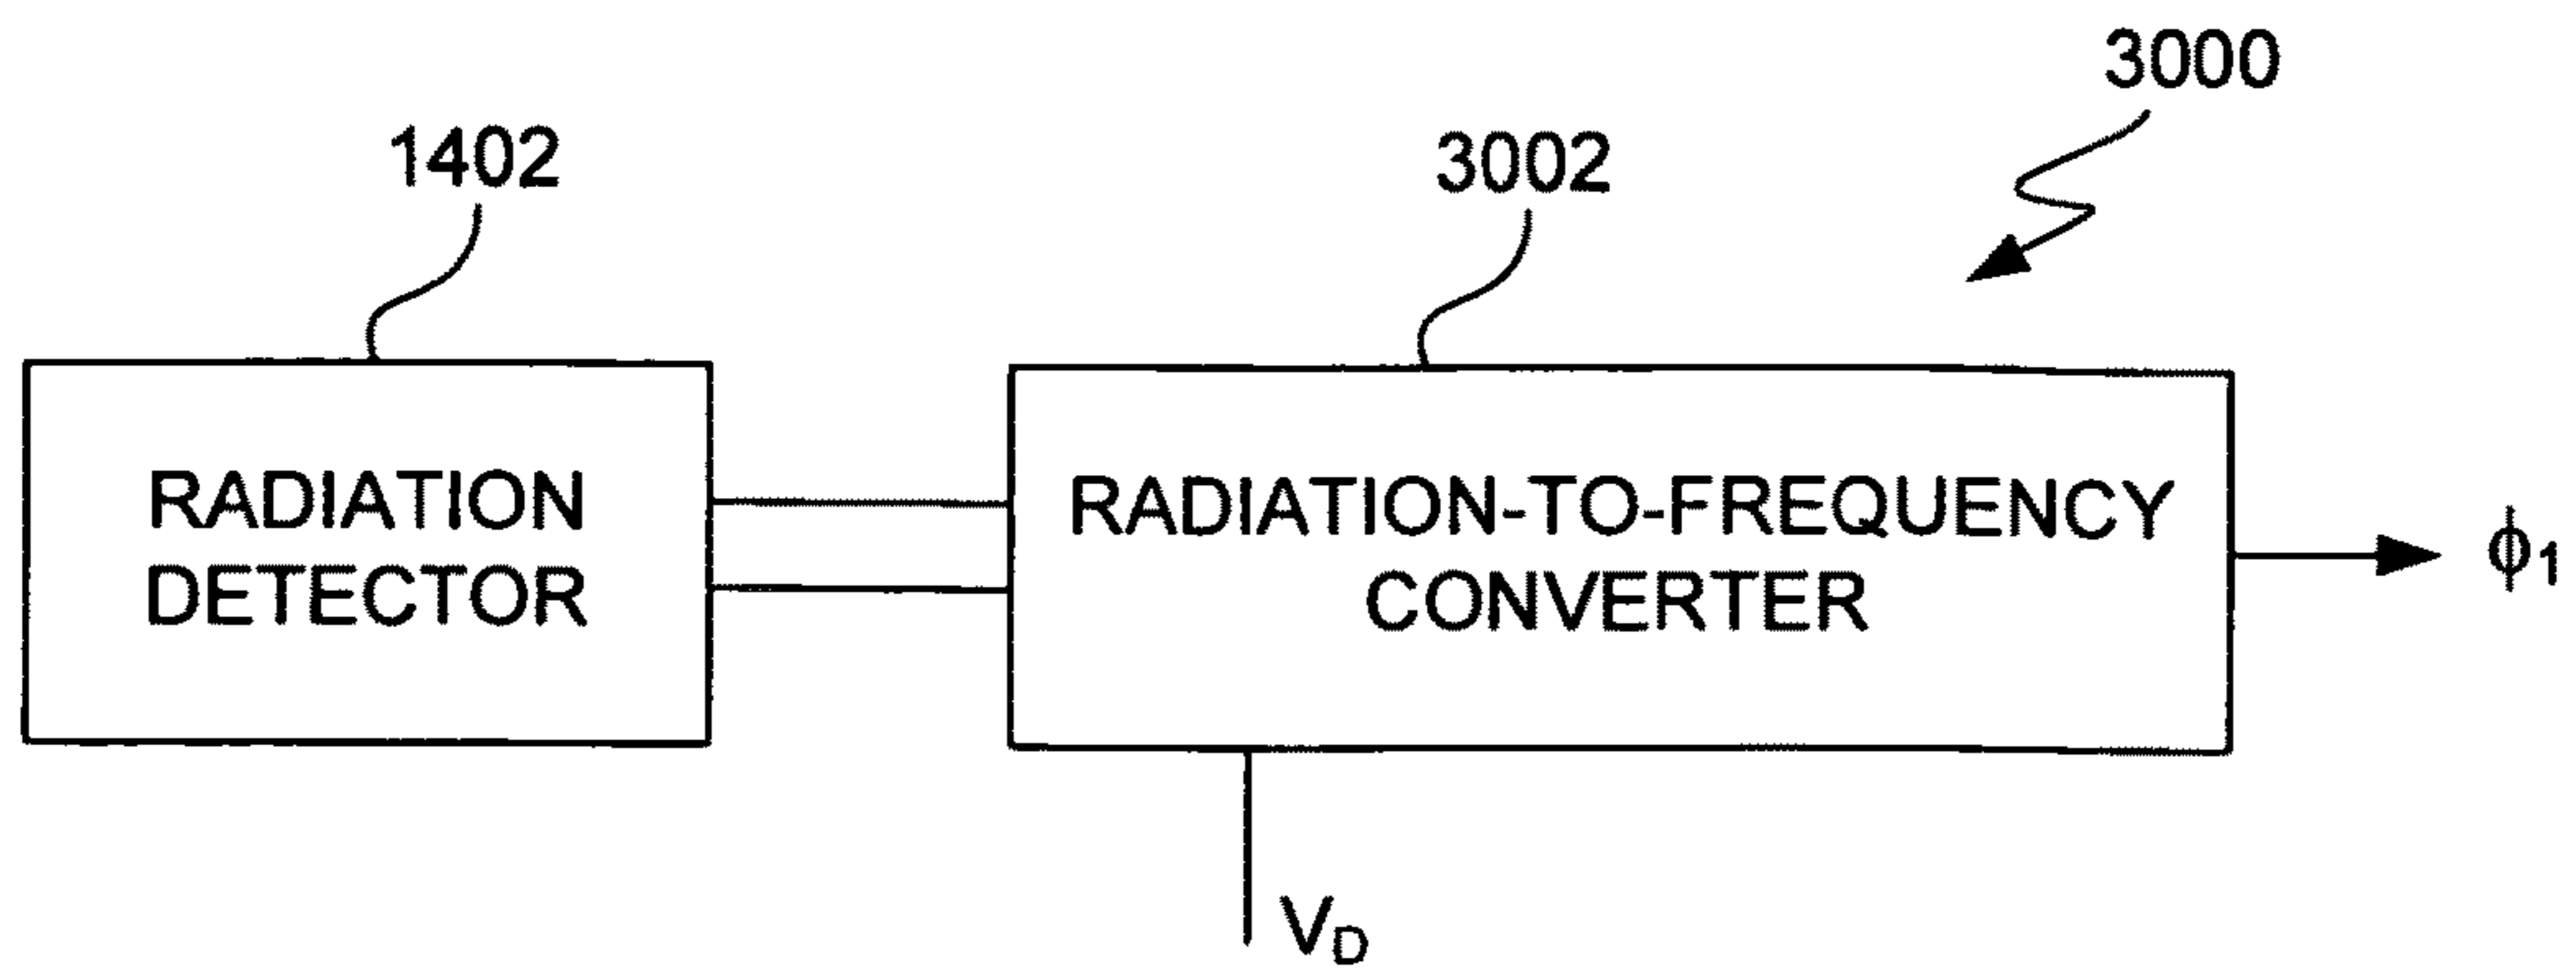 3000
1402
3002
RADIATION
DETECTOR
RADIATION-TO-FREQUENCY
CONVERTER
ϕ1
VD